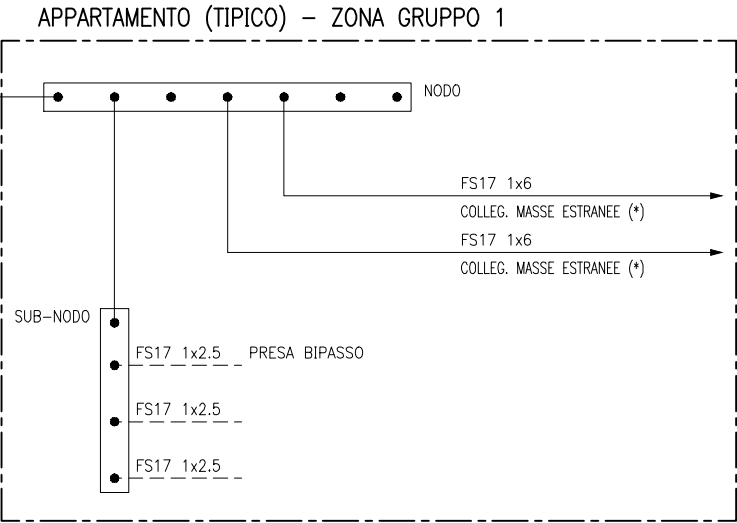 APPARTAMENTO (TIPICO) – ZONA GRUPPO 1
NODO
FS17 1x6
COLLEG. MASSE ESTRANEE (*)
FS17 1x6
COLLEG. MASSE ESTRANEE (*)
SUB–NODO
FS17 1x2.5 PRESA BIPASSO
FS17 1x2.5
FS17 1x2.5